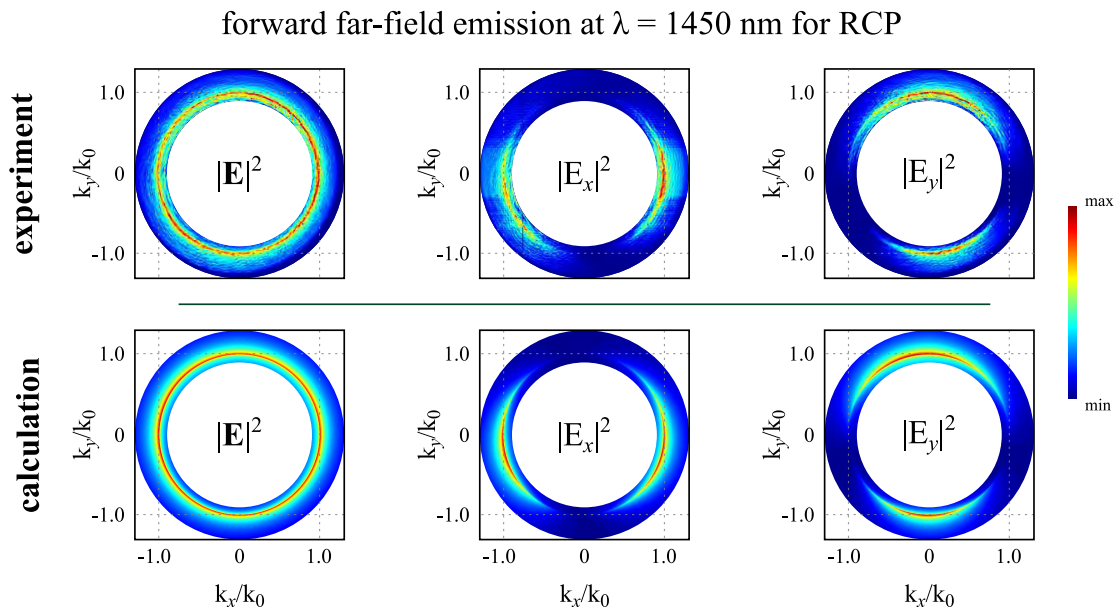 forward far-field emission at λ = 1450 nm for RCP
experiment
k_y/k_0
1.0
0
-1.0
|E|^2
k_y/k_0
|E_x|^2
1.0
0
-1.0
k_y/k_0
|E_y|^2
1.0
0
-1.0
max
min
calculation
k_y/k_0
1.0
0
-1.0
|E|^2
-1.0 0 1.0
k_x/k_0
k_y/k_0
1.0
0
-1.0
|E_x|^2
-1.0 0 1.0
k_x/k_0
k_y/k_0
1.0
0
-1.0
|E_y|^2
-1.0 0 1.0
k_x/k_0